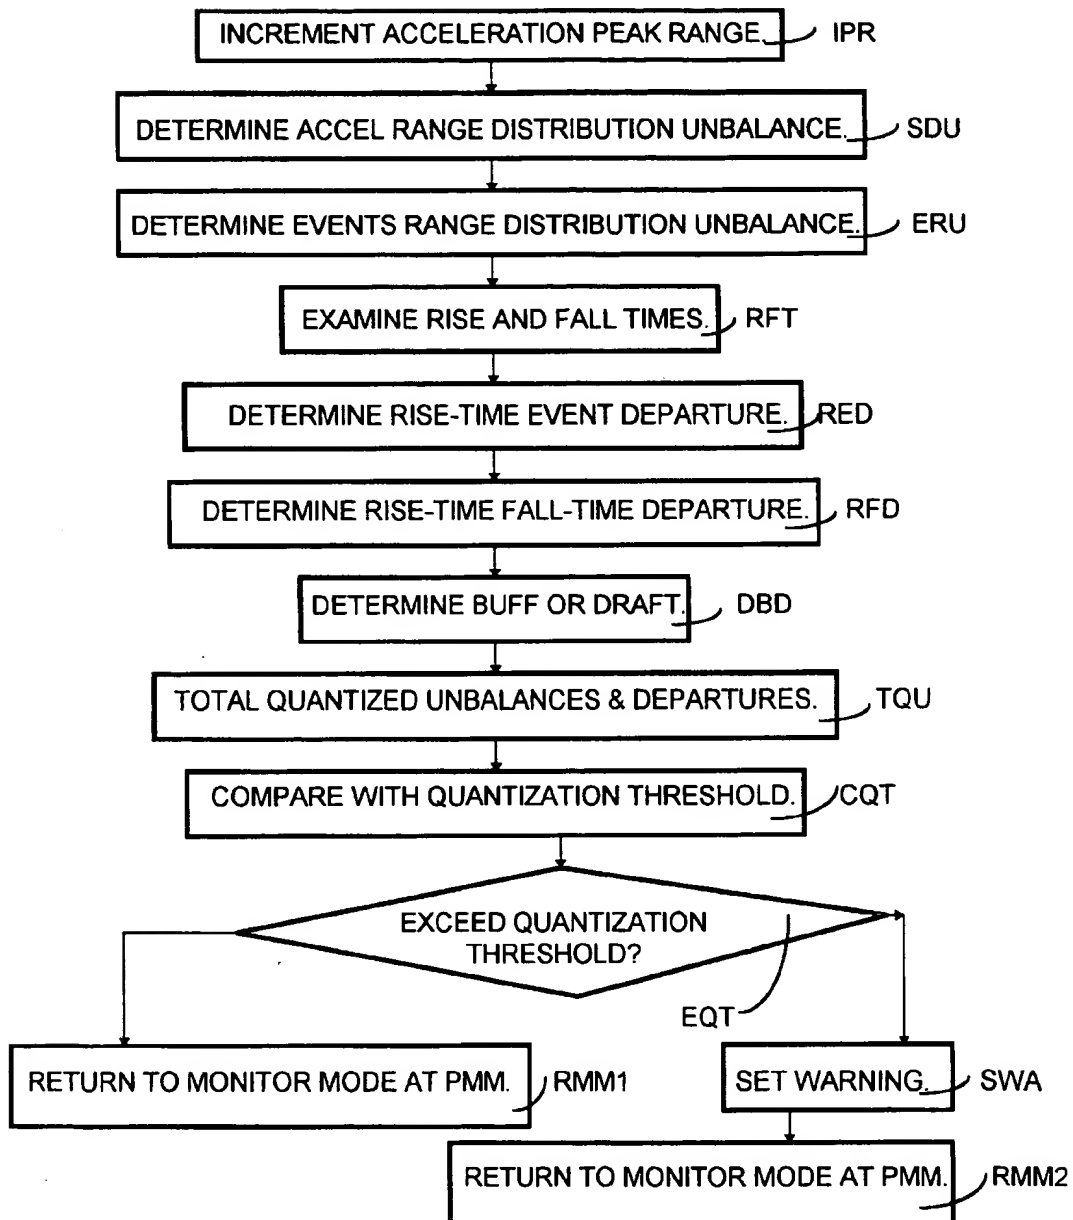 INCREMENT ACCELERATION PEAK RANGE. IPR
DETERMINE ACCEL RANGE DISTRIBUTION UNBALANCE. SDU
DETERMINE EVENTS RANGE DISTRIBUTION UNBALANCE. ERU
EXAMINE RISE AND FALL TIMES. RFT
DETERMINE RISE-TIME EVENT DEPARTURE. RED
DETERMINE RISE-TIME FALL-TIME DEPARTURE. RFD
DETERMINE BUFF OR DRAFT. DBD
TOTAL QUANTIZED UNBALANCES & DEPARTURES. TQU
COMPARE WITH QUANTIZATION THRESHOLD. CQT
EXCEED QUANTIZATION
THRESHOLD?
EQT
RETURN TO MONITOR MODE AT PMM. RMM1
SET WARNING. SWA
RETURN TO MONITOR MODE AT PMM. RMM2